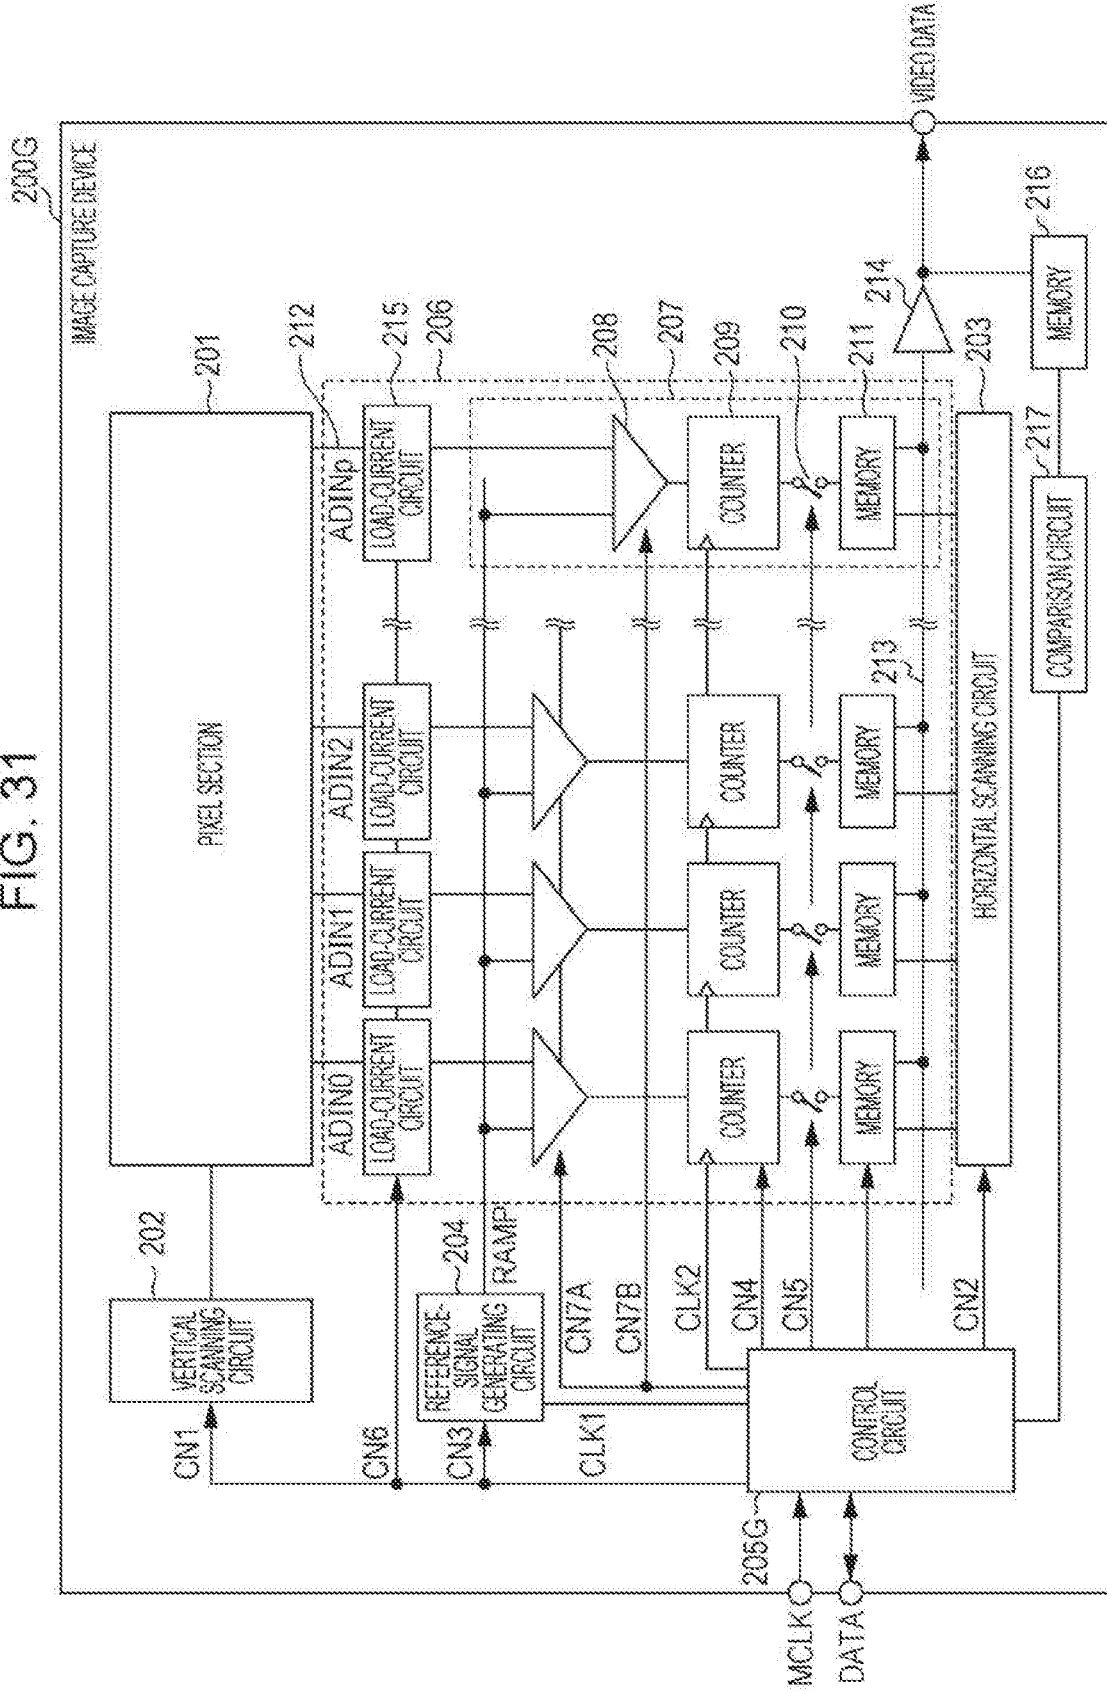 FIG. 31
200G
IMAGE CAPTURE DEVICE
201
PIXEL SECTION
202
VERTICAL
SCANNING
CIRCUIT
CN1
212
ADIN0
ADIN1
ADIN2
ADINp
215
LOAD-CURRENT
CIRCUIT
LOAD-CURRENT
CIRCUIT
LOAD-CURRENT
CIRCUIT
LOAD-CURRENT
CIRCUIT
206
CN6
204
REFERENCE-
SIGNAL
GENERATING
CIRCUIT
RAMP
CN3
CLK1
CN7A
CN7B
208
207
CLK2
209
COUNTER
COUNTER
COUNTER
COUNTER
CN4
210
CN5
211
MEMORY
MEMORY
MEMORY
MEMORY
213
214
VIDEO DATA
CN2
203
HORIZONTAL SCANNING CIRCUIT
205G
CONTROL
CIRCUIT
MCLK
DATA
216
MEMORY
217
COMPARISON CIRCUIT